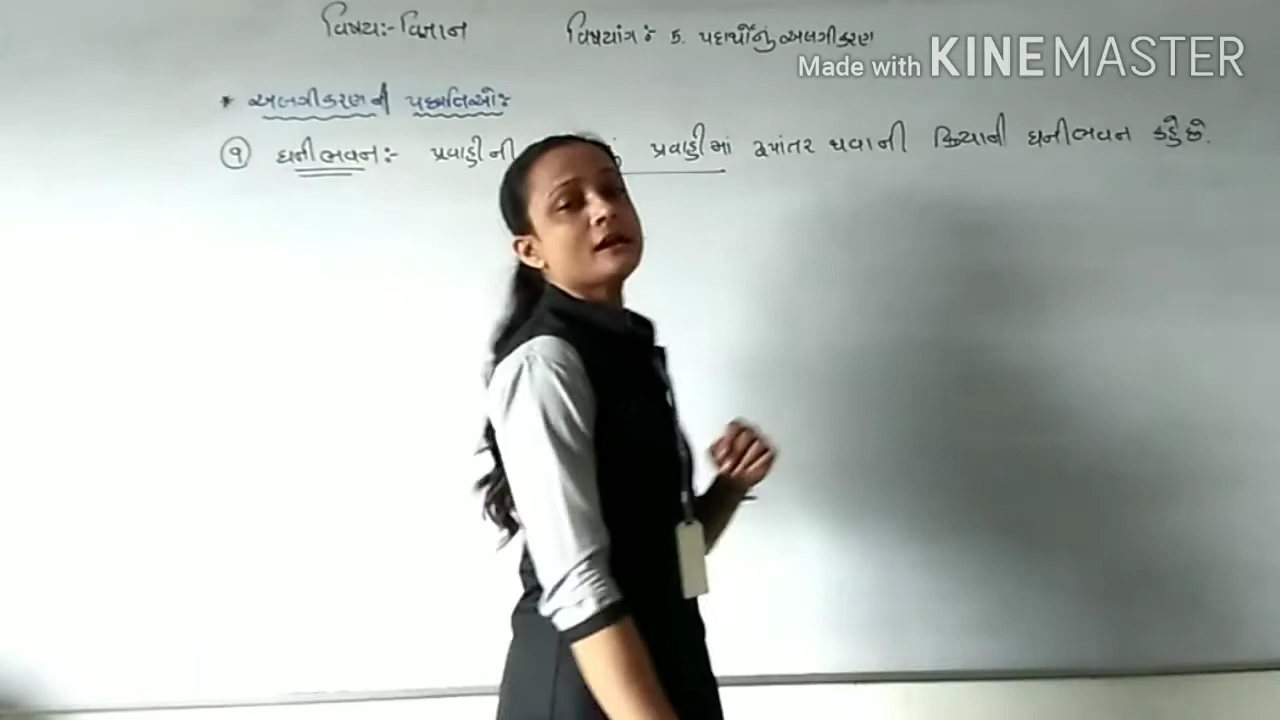 વિષય:- વિજ્ઞાન વિષયાંગ : ૬. પદાર્થોનું અલગીકરણ
Made with KINEMASTER
* અલગીકરણની પદ્ધતિઓ :
૧ ઘનીભવન :- પ્રવાહીની પ્રવાહીમાં રૂપાંતર થવાની ક્રિયાની ઘનીભવન કહે છે.